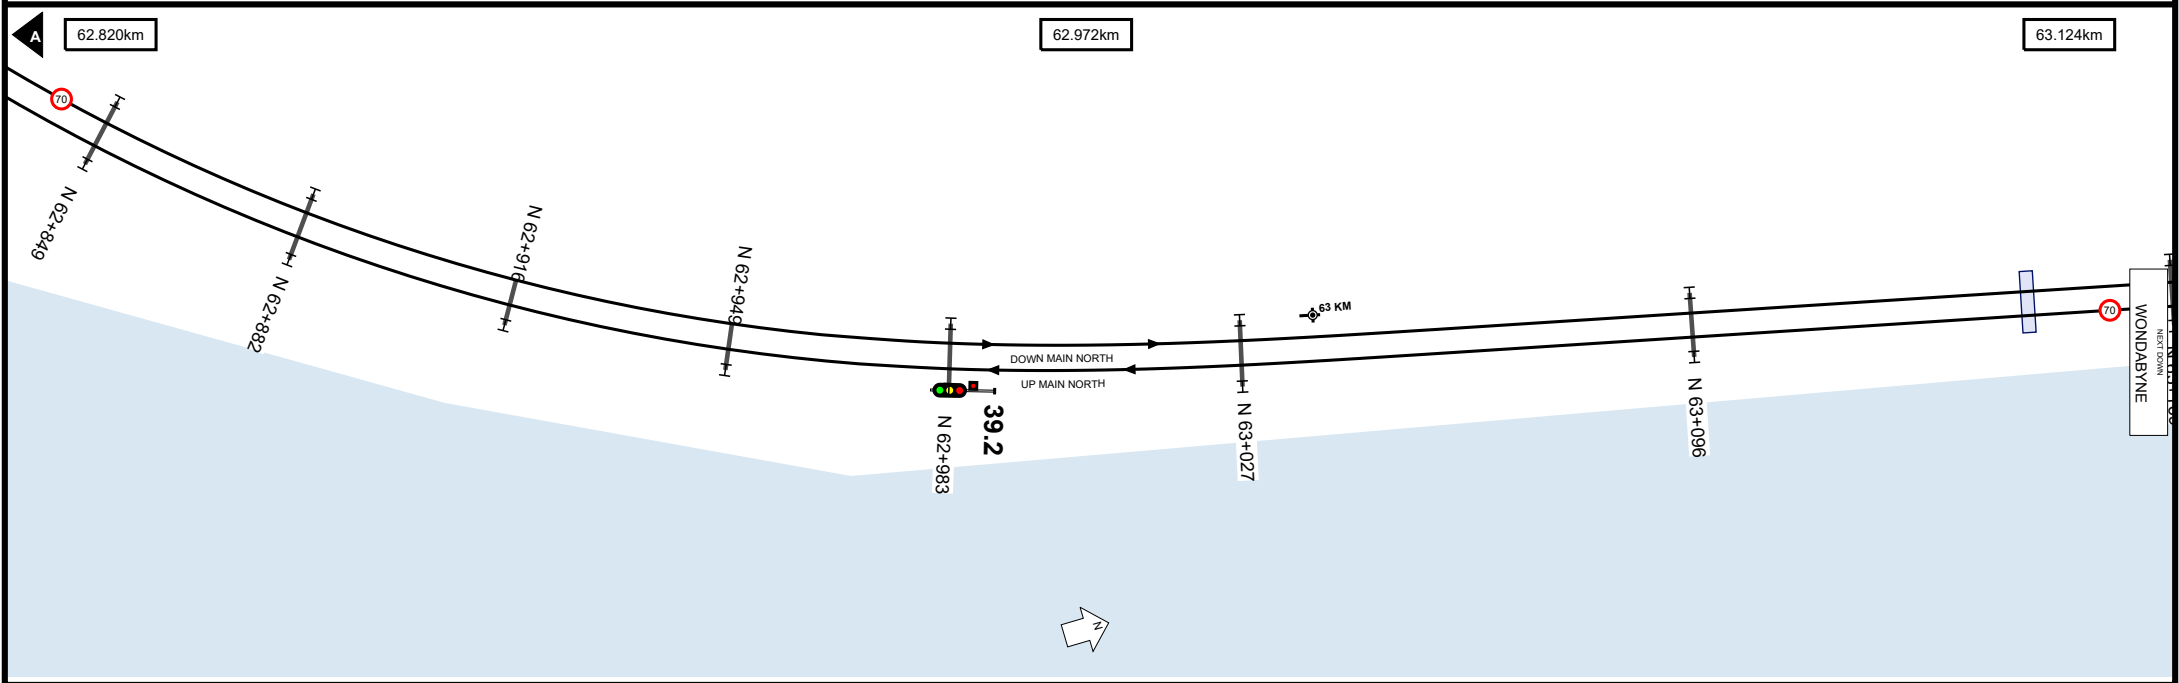 A
62.820km
62.972km
63.124km
70
N 62+849
N 62+882
N 62+916
N 62+949
N 62+983
39.2
DOWN MAIN NORTH
UP MAIN NORTH
N 63+027
63 KM
N 63+096
70
WONDABYNE
NEXT DOWN
N